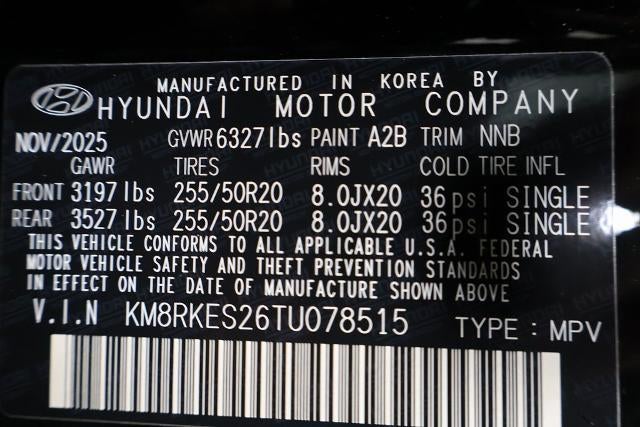 MANUFACTURED IN KOREA BY
HYUNDAI MOTOR COMPANY
NOV/2025 GVWR 6327lbs PAINT A2B TRIM NNB
GAWR TIRES RIMS COLD TIRE INFL
FRONT 3197lbs 255/50R20 8.0JX20 36psi SINGLE
REAR 3527lbs 255/50R20 8.0JX20 36psi SINGLE
THIS VEHICLE CONFORMS TO ALL APPLICABLE U.S.A. FEDERAL
MOTOR VEHICLE SAFETY AND THEFT PREVENTION STANDARDS
IN EFFECT ON THE DATE OF MANUFACTURE SHOWN ABOVE
V.I.N KM8RKES26TU078515 TYPE : MPV